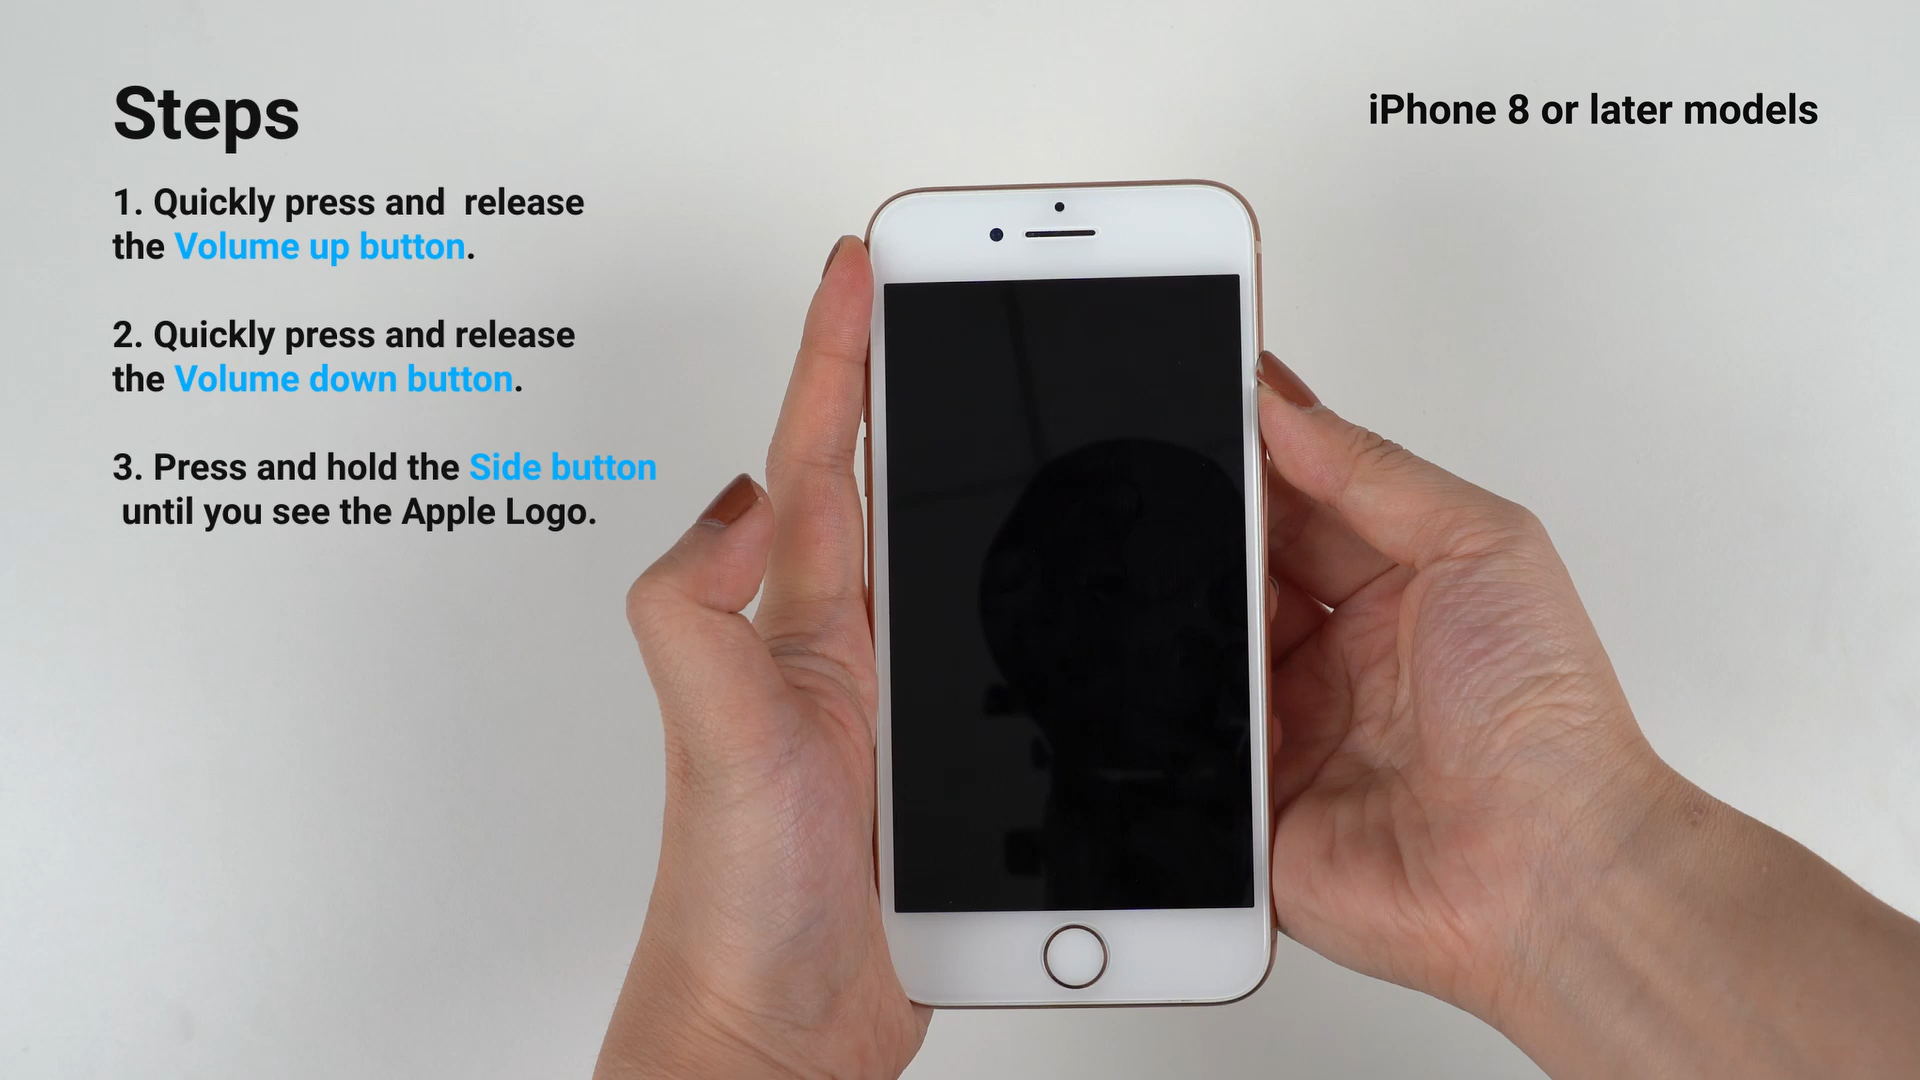 Steps
iPhone 8 or later models
1. Quickly press and  release
the Volume up button.
2. Quickly press and release
the Volume down button.
3. Press and hold the Side button
until you see the Apple Logo.